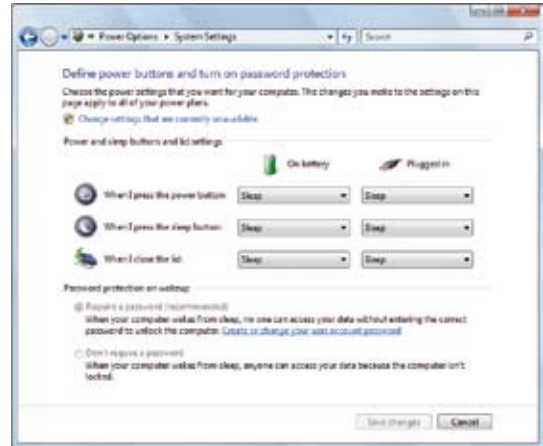 Power Options ▸ System Settings
Search
Define power buttons and turn on password protection
Choose the power settings that you want for your computer. The changes you make to the settings on this
page apply to all of your power plans.
Change settings that are currently unavailable
Power and sleep buttons and lid settings
On battery Plugged in
When I press the power button: Sleep Sleep
When I press the sleep button: Sleep Sleep
When I close the lid: Sleep Sleep
Password protection on wakeup
Require a password (recommended)
When your computer wakes from sleep, no one can access your data without entering the correct
password to unlock the computer. Create or change your user account password
Don't require a password
When your computer wakes from sleep, anyone can access your data because the computer isn't
locked.
Save changes Cancel